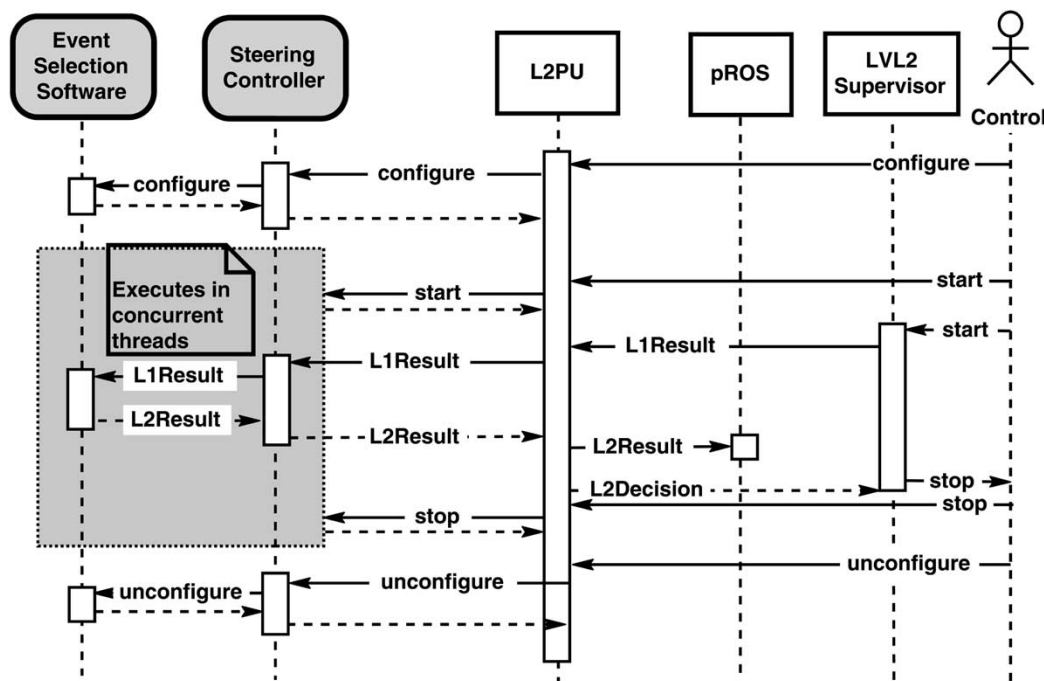 Event
Selection
Software
Steering
Controller
L2PU
pROS
LVL2
Supervisor
Control
configure
configure
configure
Executes in
concurrent
threads
start
start
start
L1Result
L1Result
L1Result
L2Result
L2Result
L2Result
L2Decision
stop
stop
stop
unconfigure
unconfigure
unconfigure